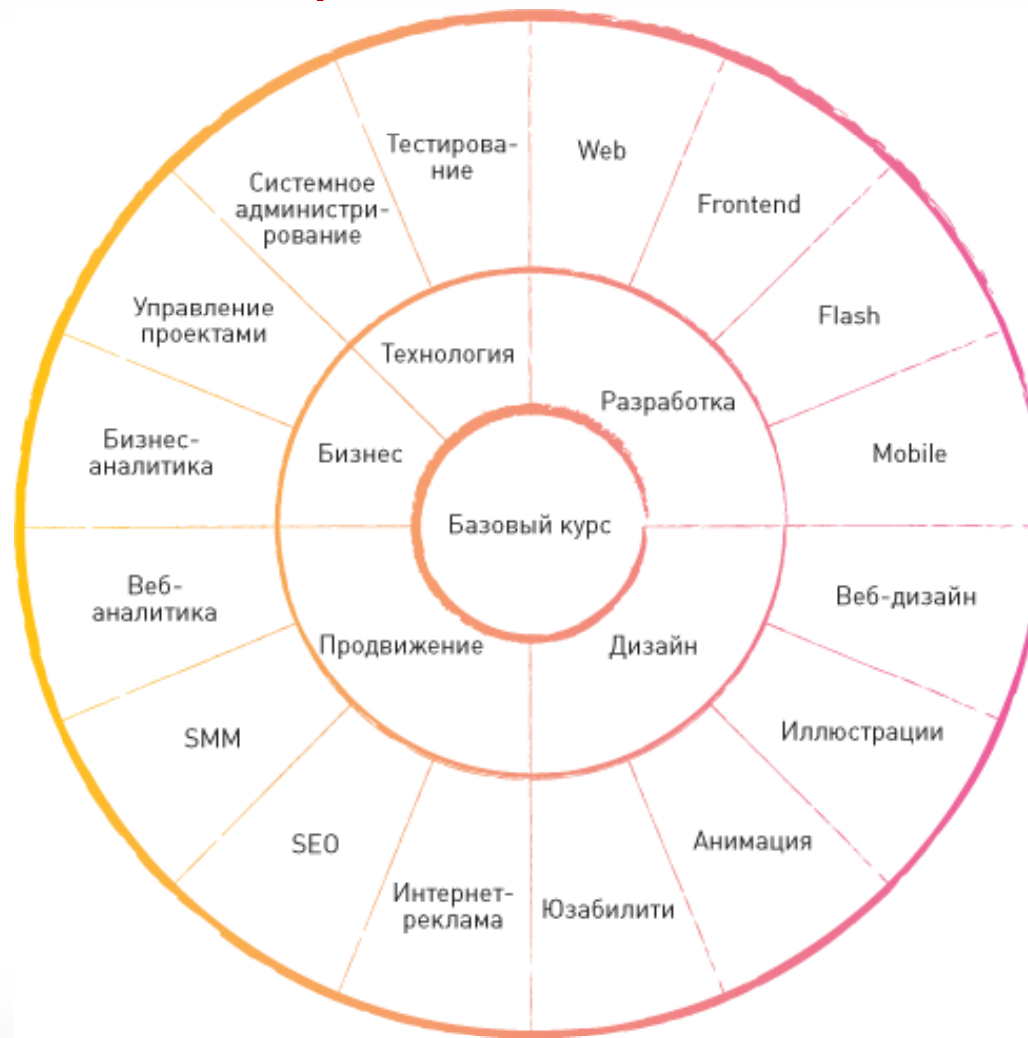 Тестирова-
ние
Web
Системное
администри-
рование
Frontend
Управление
проектами
Flash
Технология
Разработка
Бизнес-
аналитика
Бизнес
Mobile
Базовый курс
Веб-
аналитика
Веб-дизайн
Продвижение
Дизайн
SMM
Иллюстрации
SEO
Анимация
Интернет-
реклама
Юзабилити